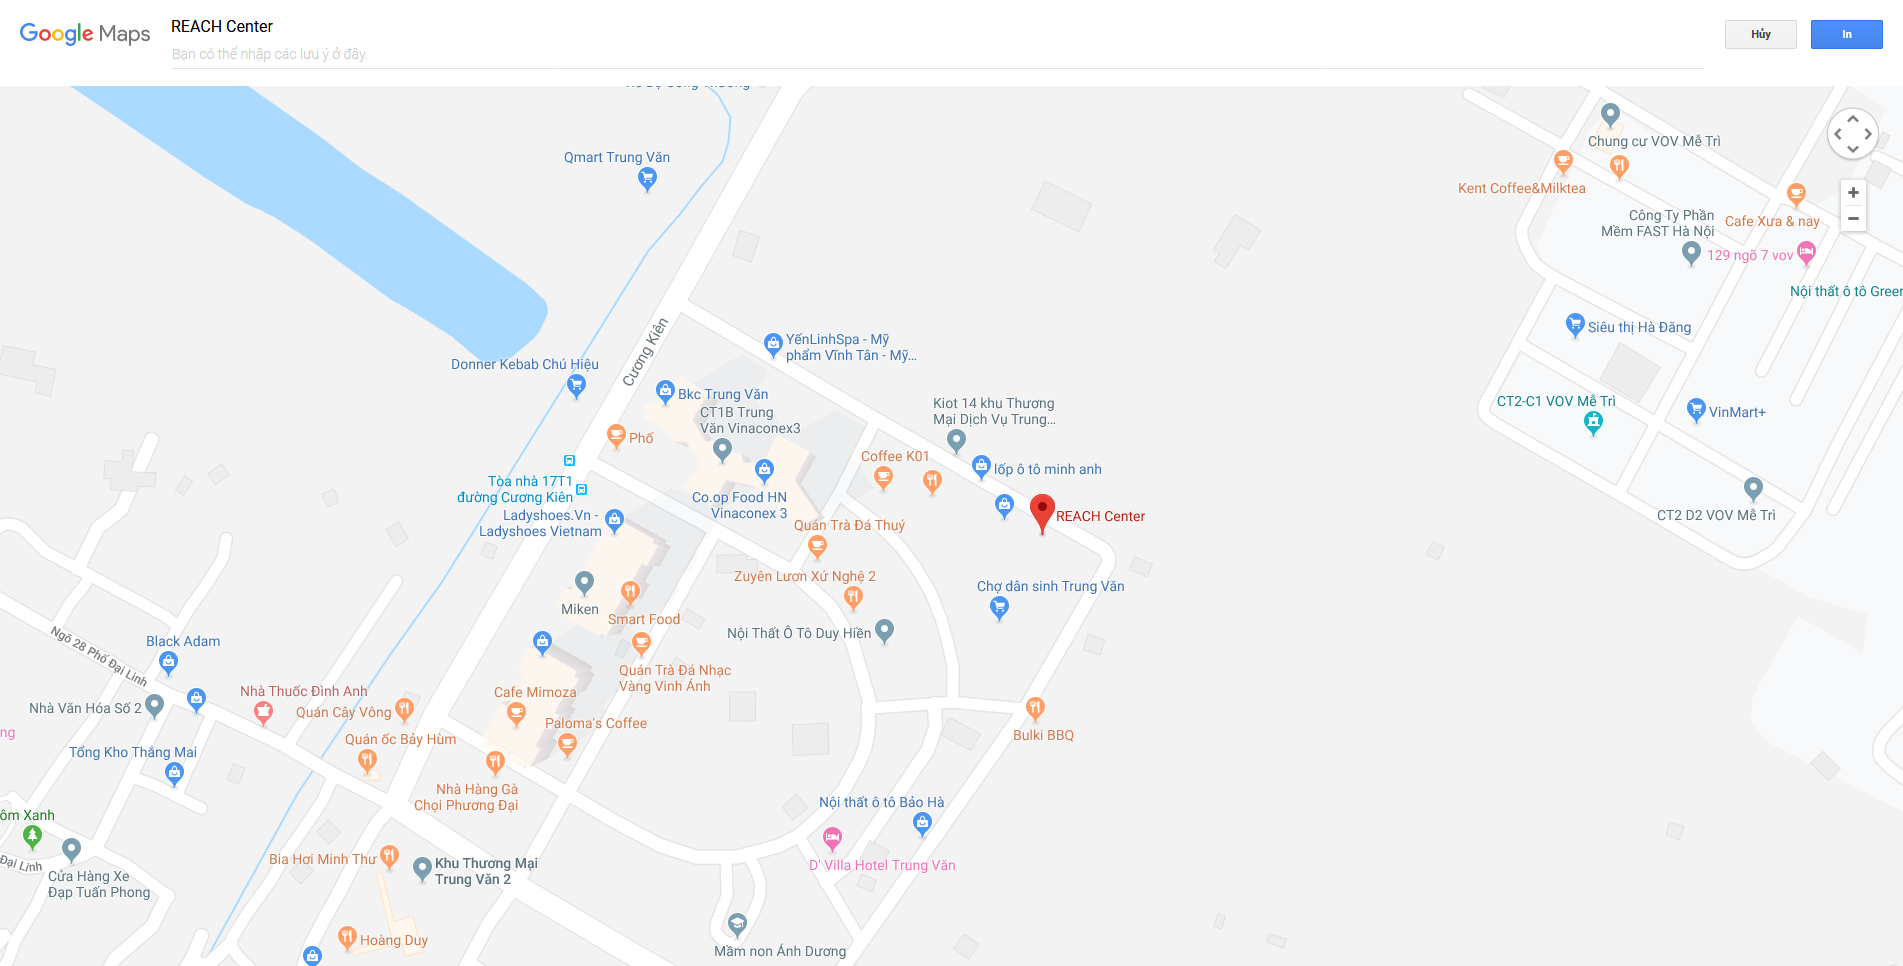 Google Maps
REACH Center
Bạn có thể nhập các lưu ý ở đây.
Hủy
In
Qmart Trung Văn
Chung cư VOV Mễ Trì
Kent Coffee&Milktea
Công Ty Phần
Mềm FAST Hà Nội
Cafe Xưa & nay
129 ngõ 7 vov
Nội thất ô tô Greer
Siêu thị Hà Đăng
Cương Kiên
YếnLinhSpa - Mỹ
phẩm Vĩnh Tân - Mỹ...
Donner Kebab Chú Hiệu
Bkc Trung Văn
CT1B Trung
Văn Vinaconex3
Kiot 14 khu Thương
Mại Dịch Vụ Trung...
CT2-C1 VOV Mễ Trì
VinMart+
Phố
Coffee K01
lốp ô tô minh anh
Tòa nhà 17T1
đường Cương Kiên
Co.op Food HN
Vinaconex 3
Ladyshoes.Vn -
Ladyshoes Vietnam
Quán Trà Đá Thuý
REACH Center
CT2 D2 VOV Mễ Trì
Zuyên Lươn Xứ Nghệ 2
Chợ dân sinh Trung Văn
Miken
Smart Food
Nội Thất Ô Tô Duy Hiền
Black Adam
Ngõ 28 Phố Đại Linh
Quán Trà Đá Nhạc
Vàng Vinh Ánh
Nhà Thuốc Đình Anh
Cafe Mimoza
Nhà Văn Hóa Số 2
Quán Cây Vông
Paloma's Coffee
ng
Quán ốc Bảy Hùm
Bulki BBQ
Tổng Kho Thắng Mai
Nhà Hàng Gà
Chọi Phương Đại
Nội thất ô tô Bảo Hà
ôm Xanh
Bia Hơi Minh Thư
Khu Thương Mại
Trung Văn 2
D' Villa Hotel Trung Văn
Đại Linh
Cửa Hàng Xe
Đạp Tuấn Phong
Hoàng Duy
Mầm non Ánh Dương